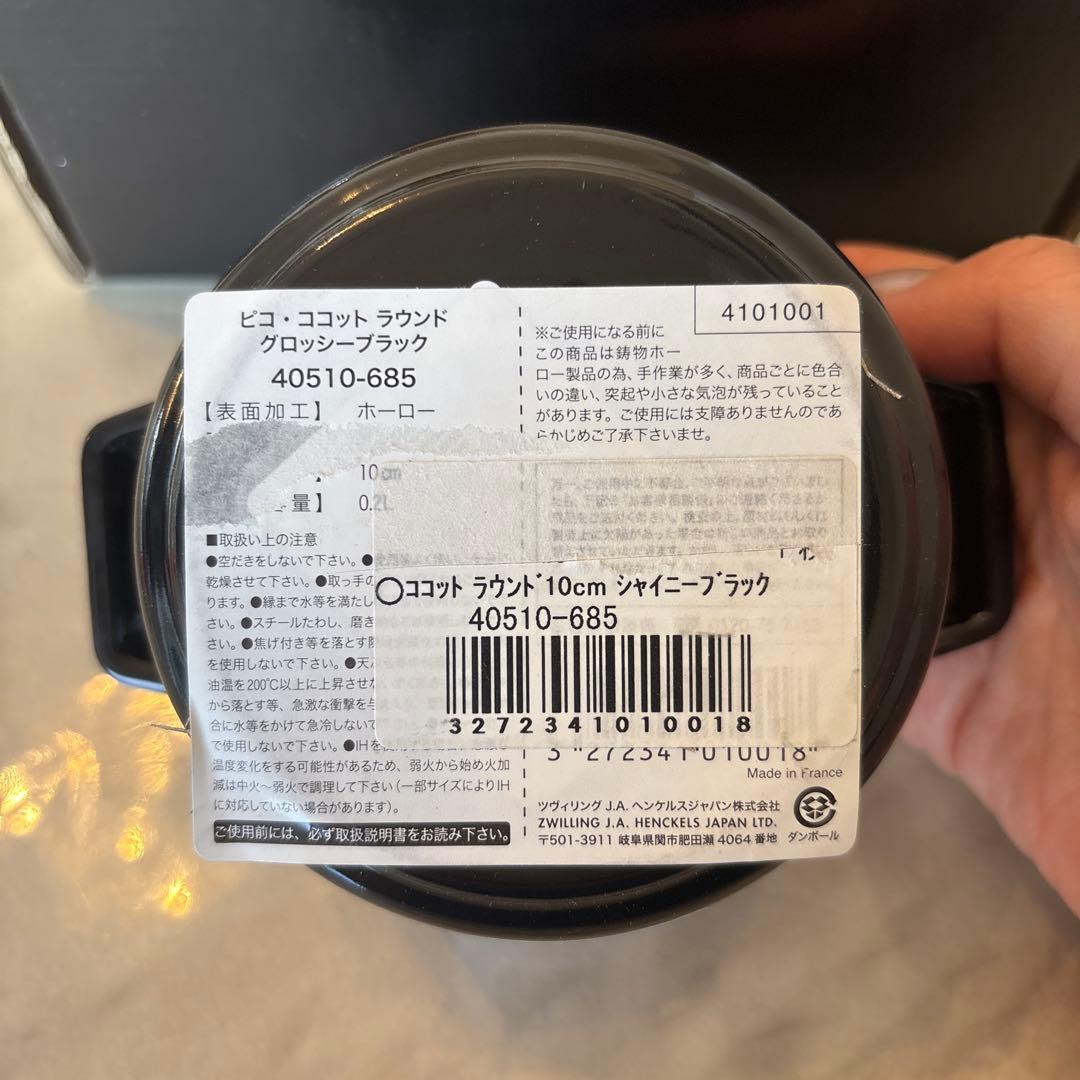 ピコ・ココット ラウンド
グロッシーブラック
40510-685
【表面加工】 ホーロー
】 10cm
量】 0.2L
■取扱い上の注意
●空だきをしないで下さい。●
乾燥させて下さい。●取っ手の
ります。●縁まで水等を満たし
さい。●スチールたわし、磨き
さい。●焦げ付き等を落とす際
を使用しないで下さい。●天ぷ
油温を200℃以上に上昇させな
から落とす等、急激な衝撃を与
合に水等をかけて急冷しないで
で使用しないで下さい。●IHを
温度変化をする可能性があるため、弱火から始め火加
減は中火〜弱火で調理して下さい(一部サイズによりIH
に対応していない場合があります)。
ご使用前には、必ず取扱説明書をお読み下さい。
4101001
※ご使用になる前に
この商品は鋳物ホー
ロー製品の為、手作業が多く、商品ごとに色合
いの違い、突起や小さな気泡が残っていること
があります。ご使用には支障ありませんのであ
らかじめご了承下さいませ。
○ココット ラウンド10cm シャイニーブラック
40510-685
3272341010018
3 "272341"010018"
Made in France
ツヴィリング J.A. ヘンケルスジャパン株式会社
ZWILLING J.A. HENCKELS JAPAN LTD.
〒501-3911 岐阜県関市肥田瀬 4064 番地
ダンボール